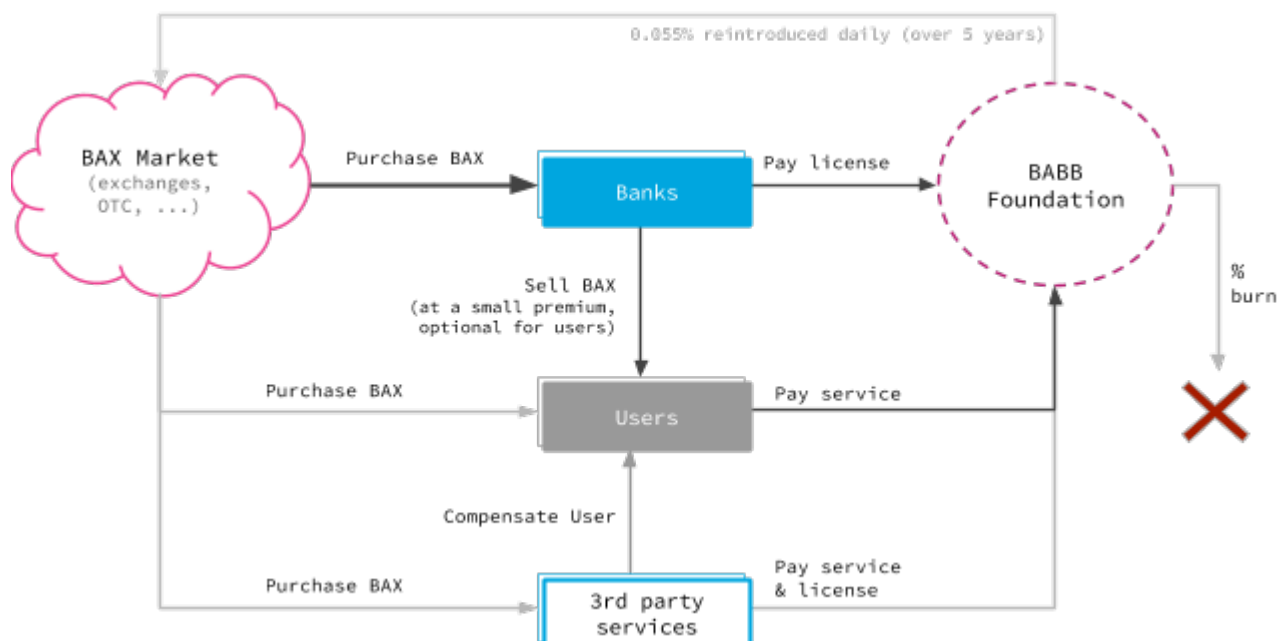 0.055% reintroduced daily (over 5 years)
BAX Market
(exchanges,
OTC, ...)
Purchase BAX
Banks
Pay license
BABB
Foundation
%
burn
Sell BAX
(at a small premium,
optional for users)
Purchase BAX
Users
Pay service
Compensate User
Purchase BAX
3rd party
services
Pay service
& license